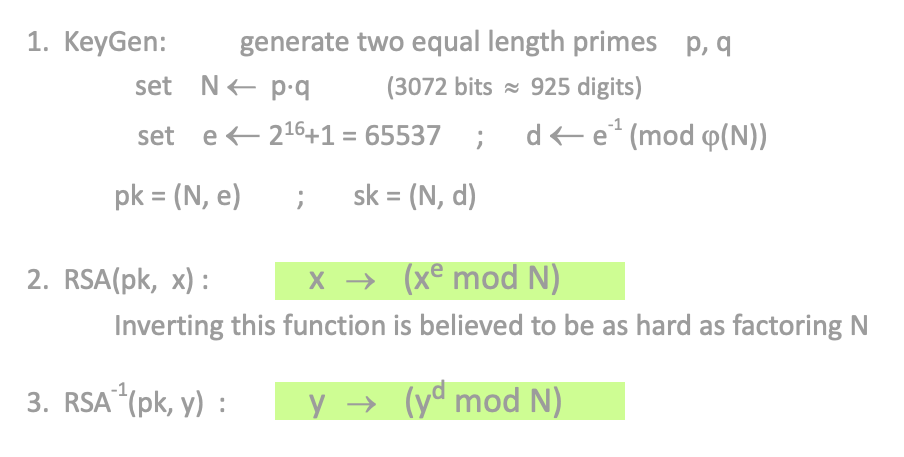 1. KeyGen: generate two equal length primes p, q
set N ← p·q (3072 bits ≈ 925 digits)
set e ← 2¹⁶+1 = 65537 ; d ← e⁻¹ (mod φ(N))
pk = (N, e) ; sk = (N, d)
2. RSA(pk, x) : x → (xᵉ mod N)
Inverting this function is believed to be as hard as factoring N
3. RSA⁻¹(pk, y) : y → (yᵈ mod N)